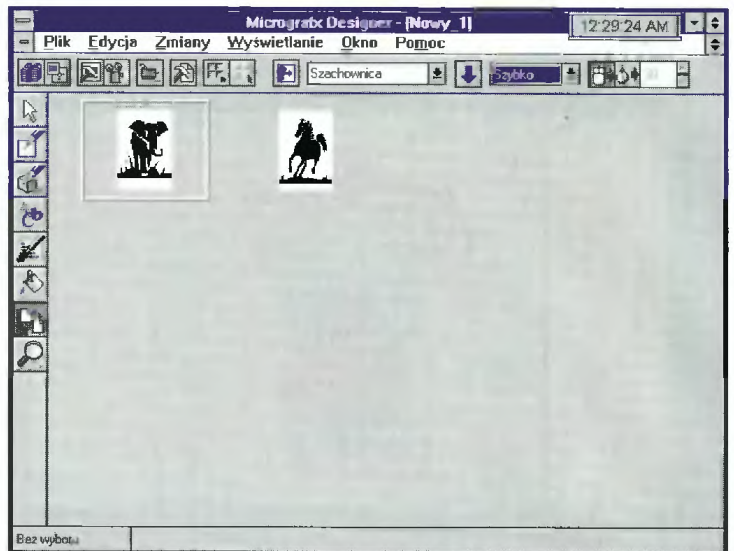 Micrografx Designer - [Nowy_1]
12:29:24 AM
Plik Edycja Zmiany Wyświetlanie Okno Pomoc
Szachownica
Szybko
Bez wyboru